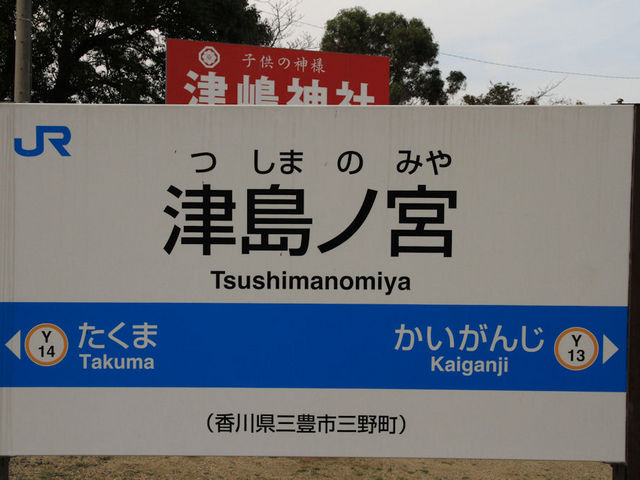 子供の神様
津嶋神社
JR
つ しま の みや
津島ノ宮
Tsushimanomiya
Y
14
たくま
Takuma
かいがんじ
Kaiganji
Y
13
（香川県三豊市三野町）